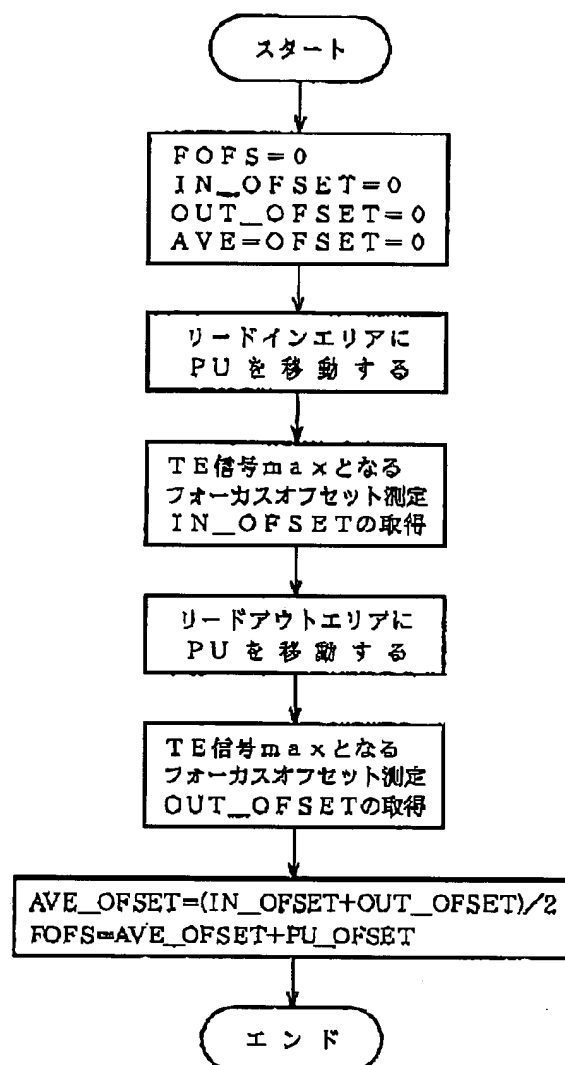 スタート
FOFS=0
IN_OFSET=0
OUT_OFSET=0
AVE=OFSET=0
リードインエリアに
PUを移動する
TE信号maxとなる
フォーカスオフセット測定
IN_OFSETの取得
リードアウトエリアに
PUを移動する
TE信号maxとなる
フォーカスオフセット測定
OUT_OFSETの取得
AVE_OFSET=(IN_OFSET+OUT_OFSET)/2
FOFS=AVE_OFSET+PU_OFSET
エンド